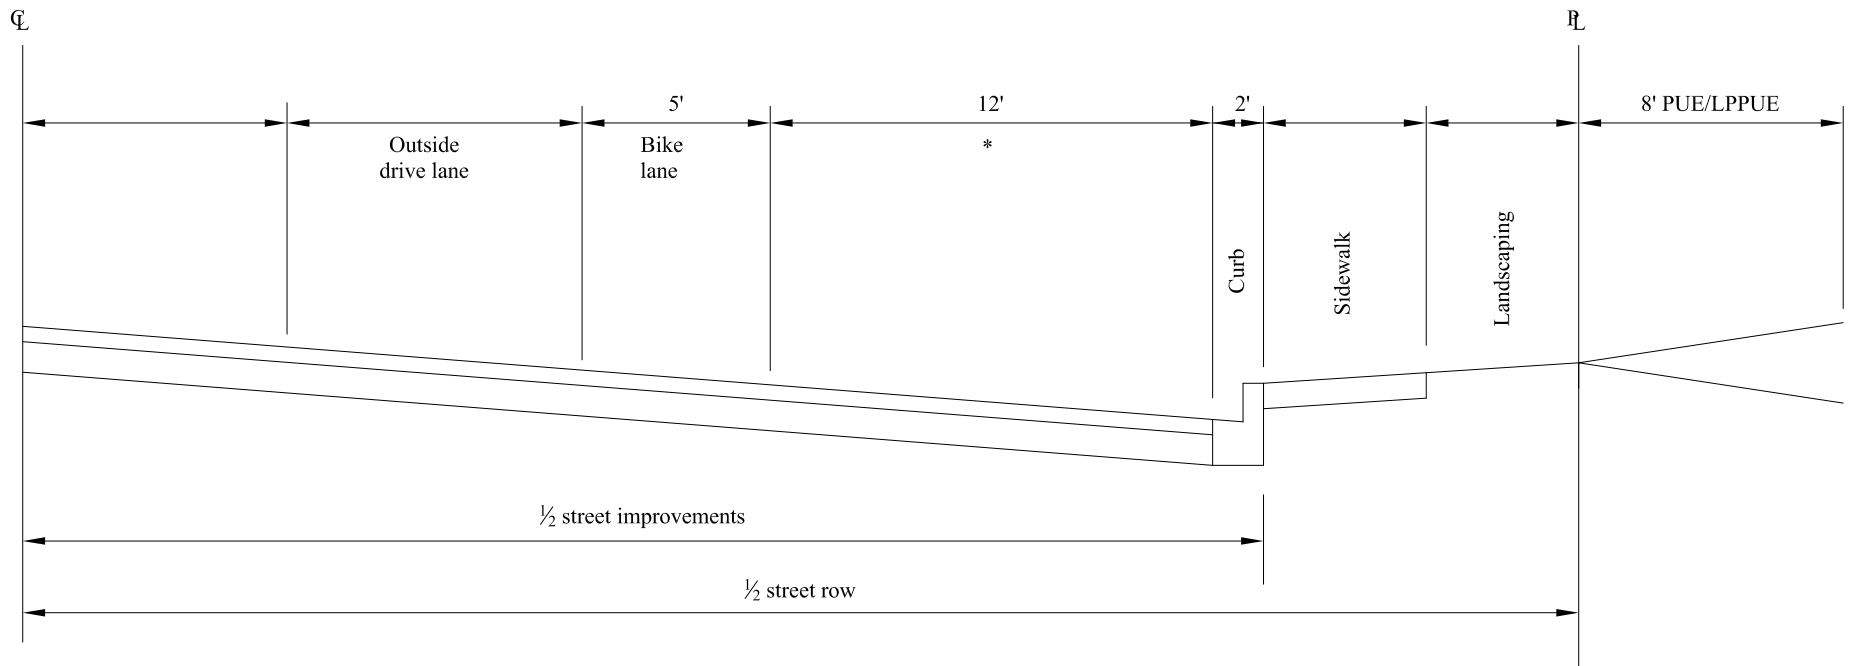 ℄
PL
5'
12'
2'
8' PUE/LPPUE
Outside
drive lane
Bike
lane
*
Curb
Sidewalk
Landscaping
½ street improvements
½ street row